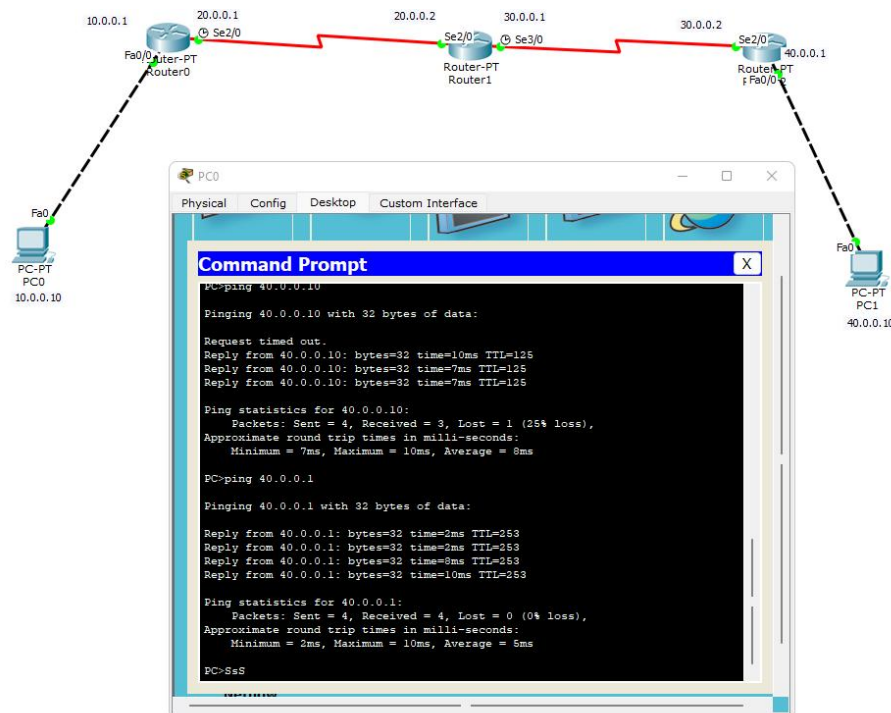 10.0.0.1
20.0.0.1
20.0.0.2
30.0.0.1
30.0.0.2
40.0.0.1
Se2/0
Se2/0
Se3/0
Se2/0
Fa0/0
Router-PT
Router0
Router-PT
Router1
Fa0/0
PC0
Physical Config Desktop Custom Interface
Fa0
PC-PT
PC0
10.0.0.10
Fa0
PC-PT
PC1
40.0.0.10
Command Prompt
X
PC>ping 40.0.0.10
Pinging 40.0.0.10 with 32 bytes of data:
Request timed out.
Reply from 40.0.0.10: bytes=32 time=10ms TTL=125
Reply from 40.0.0.10: bytes=32 time=7ms TTL=125
Reply from 40.0.0.10: bytes=32 time=7ms TTL=125
Ping statistics for 40.0.0.10:
Packets: Sent = 4, Received = 3, Lost = 1 (25% loss),
Approximate round trip times in milli-seconds:
Minimum = 7ms, Maximum = 10ms, Average = 8ms
PC>ping 40.0.0.1
Pinging 40.0.0.1 with 32 bytes of data:
Reply from 40.0.0.1: bytes=32 time=2ms TTL=253
Reply from 40.0.0.1: bytes=32 time=2ms TTL=253
Reply from 40.0.0.1: bytes=32 time=8ms TTL=253
Reply from 40.0.0.1: bytes=32 time=10ms TTL=253
Ping statistics for 40.0.0.1:
Packets: Sent = 4, Received = 4, Lost = 0 (0% loss),
Approximate round trip times in milli-seconds:
Minimum = 2ms, Maximum = 10ms, Average = 5ms
PC>SsS